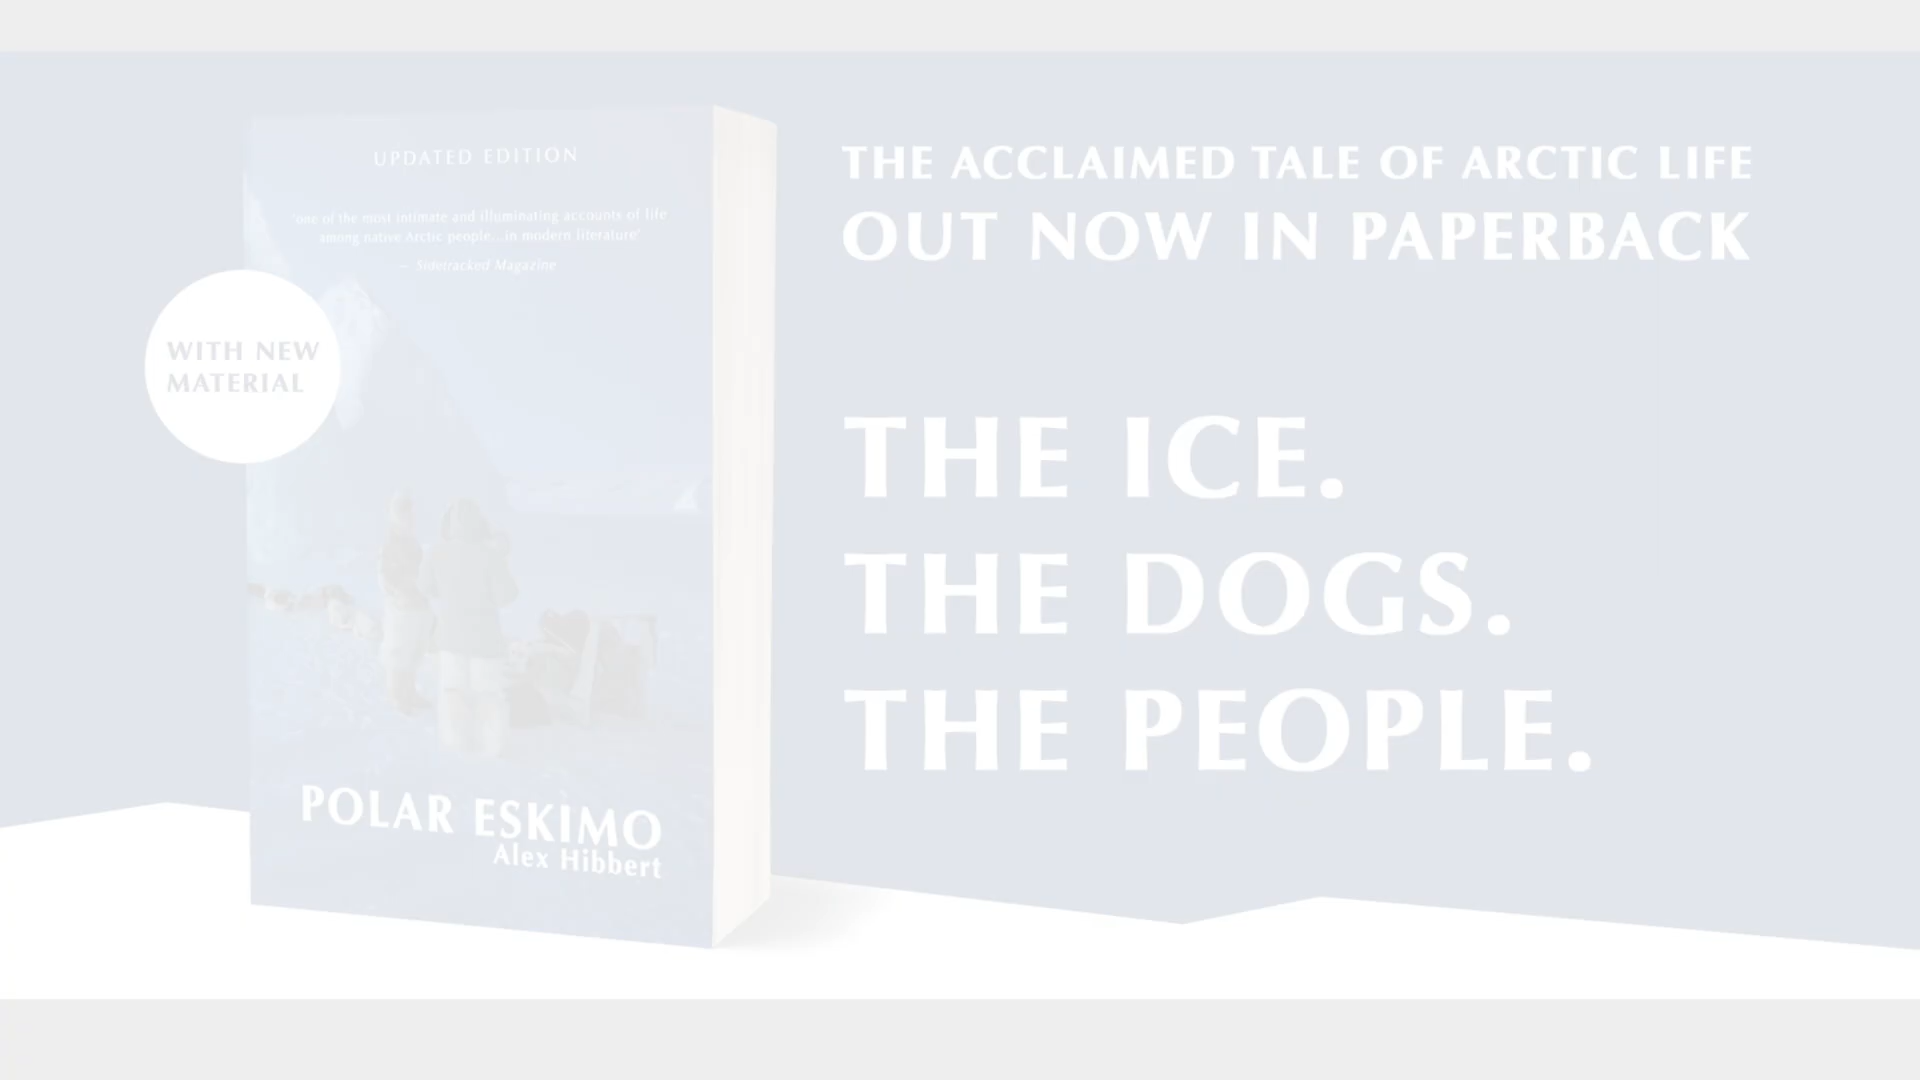 UPDATED EDITION
'one of the most intimate and illuminating accounts of life
among native Arctic people...in modern literature'
– Sidetracked Magazine
WITH NEW
MATERIAL
POLAR ESKIMO
Alex Hibbert
THE ACCLAIMED TALE OF ARCTIC LIFE
OUT NOW IN PAPERBACK
THE ICE.
THE DOGS.
THE PEOPLE.